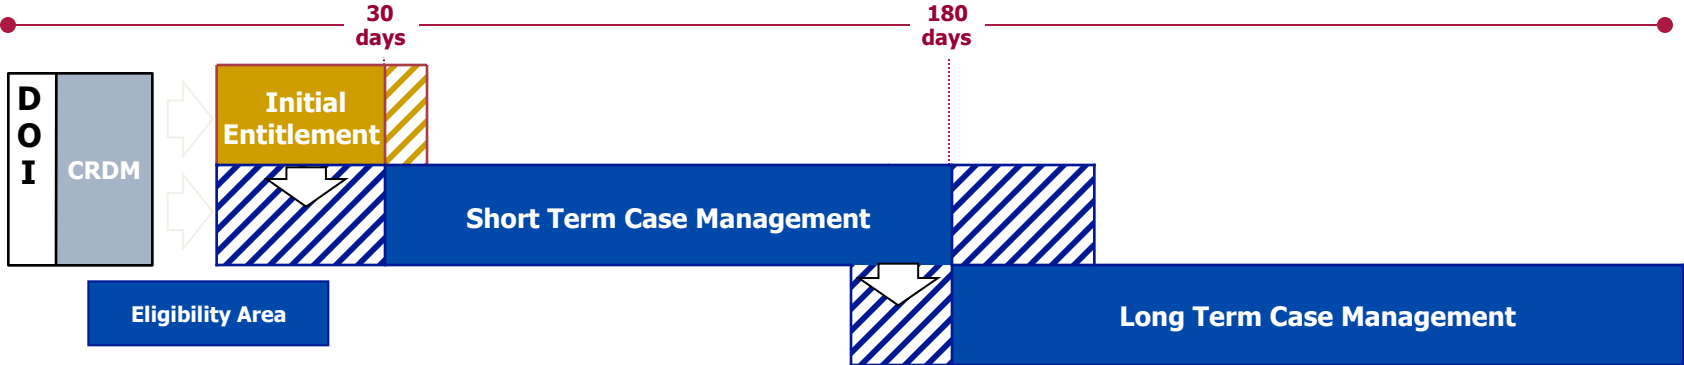 30
days
180
days
D
O
I
CRDM
Initial
Entitlement
Short Term Case Management
Eligibility Area
Long Term Case Management